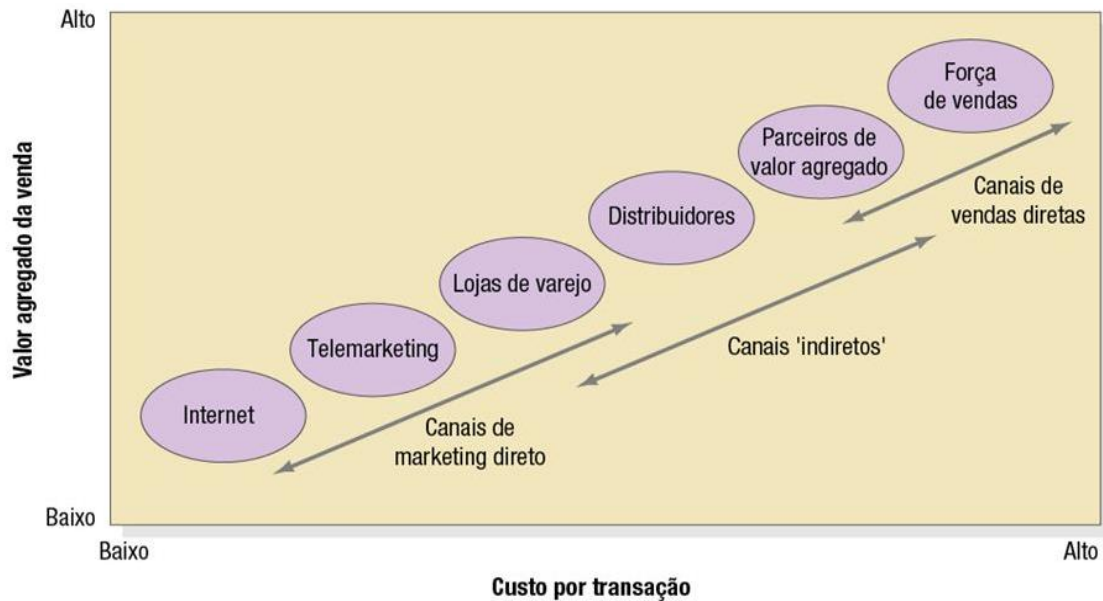 Alto
Força
de vendas
Parceiros de
valor agregado
Canais de
vendas diretas
Distribuidores
Lojas de varejo
Canais 'indiretos'
Telemarketing
Internet
Canais de
marketing direto
Valor agregado da venda
Baixo
Baixo
Alto
Custo por transação